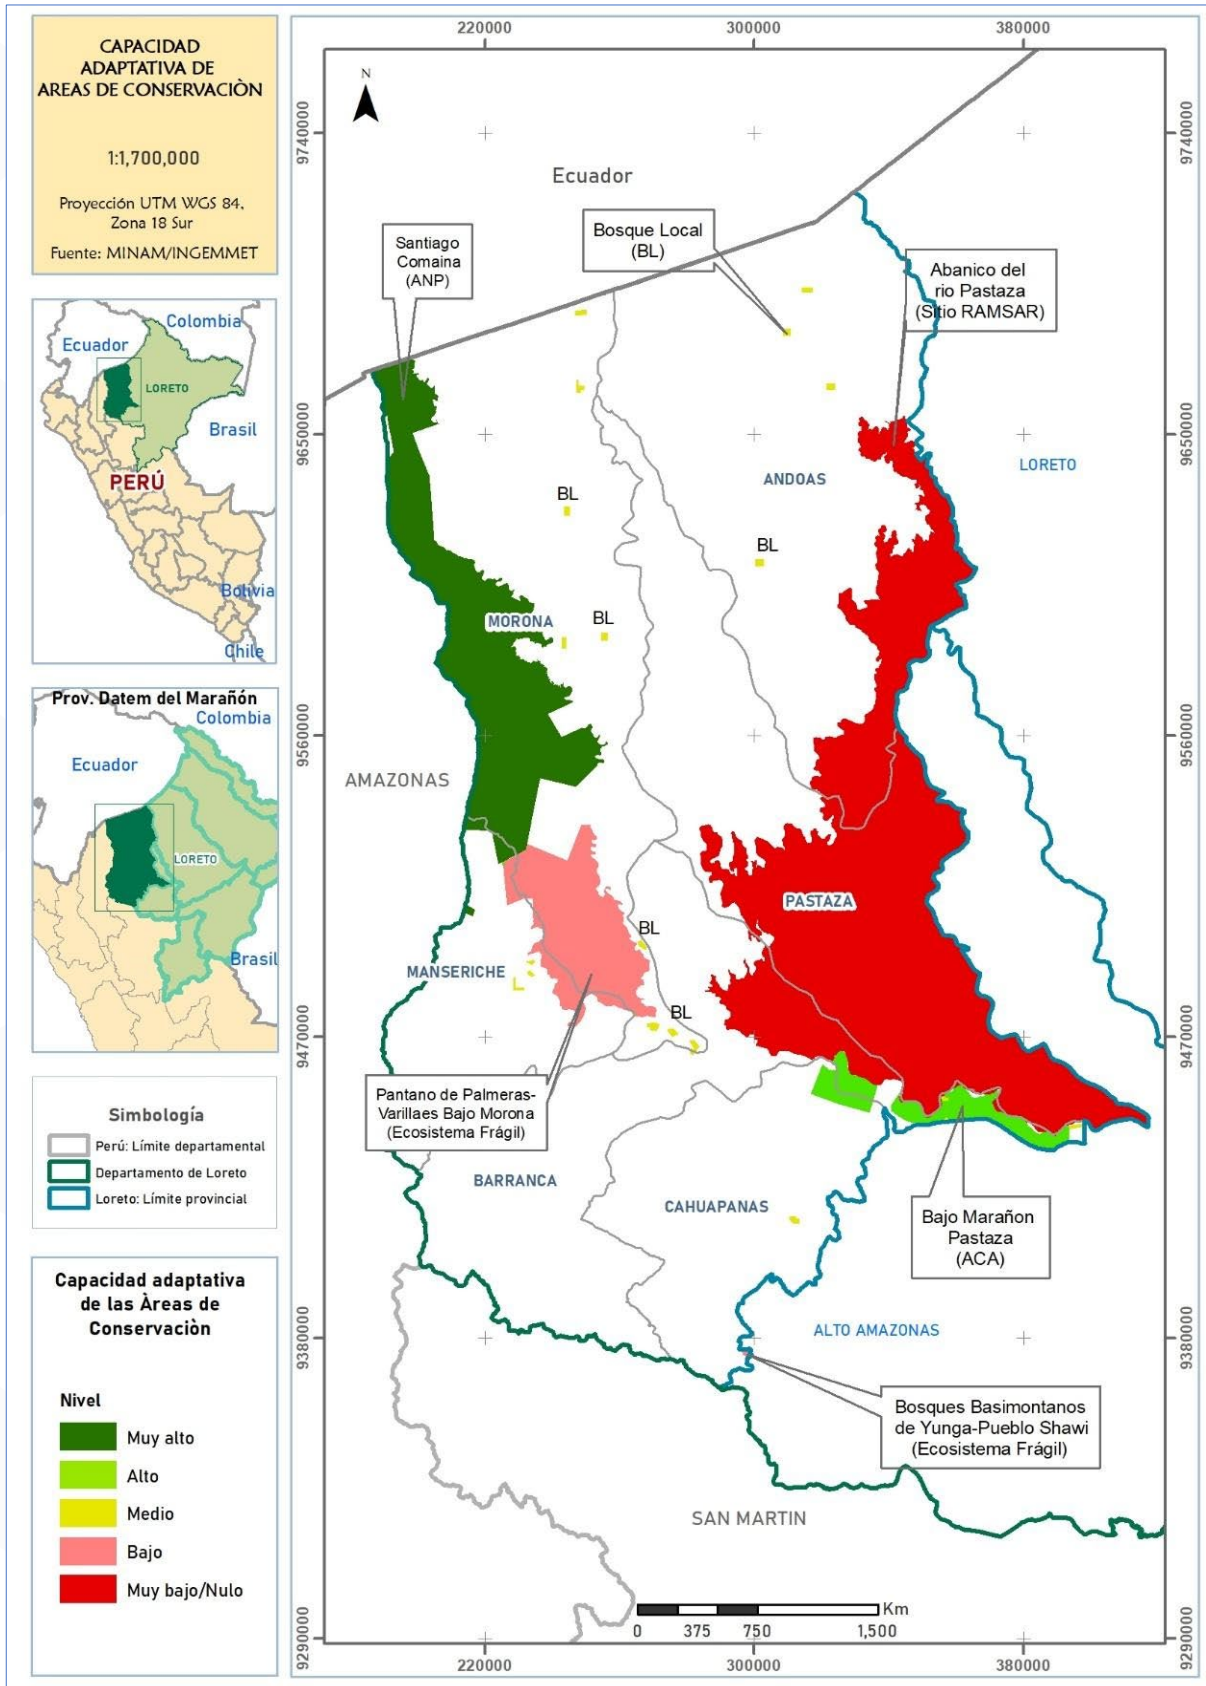 CAPACIDAD
ADAPTATIVA DE
AREAS DE CONSERVACIÒN
1:1,700,000
Proyección UTM WGS 84,
Zona 18 Sur
Fuente: MINAM/INGEMMET
Colombia
Ecuador
LORETO
Brasil
PERÚ
Bolivia
Chile
Prov. Datem del Marañón
Colombia
Ecuador
LORETO
Brasil
Simbología
Perú: Límite departamental
Departamento de Loreto
Loreto: Límite provincial
Capacidad adaptativa
de las Àreas de
Conservaciòn
Nivel
Muy alto
Alto
Medio
Bajo
Muy bajo/Nulo
220000
300000
380000
9740000
9740000
N
Ecuador
Santiago
Comaina
(ANP)
Bosque Local
(BL)
Abanico del
rio Pastaza
(Sitio RAMSAR)
9650000
9650000
ANDOAS
LORETO
BL
BL
BL
MORONA
9560000
9560000
AMAZONAS
PASTAZA
BL
MANSERICHE
BL
9470000
9470000
Pantano de Palmeras-
Varillaes Bajo Morona
(Ecosistema Frágil)
BARRANCA
CAHUAPANAS
Bajo Marañon
Pastaza
(ACA)
9380000
9380000
ALTO AMAZONAS
Bosques Basimontanos
de Yunga-Pueblo Shawi
(Ecosistema Frágil)
SAN MARTIN
Km
0
375
750
1,500
9290000
9290000
220000
300000
380000